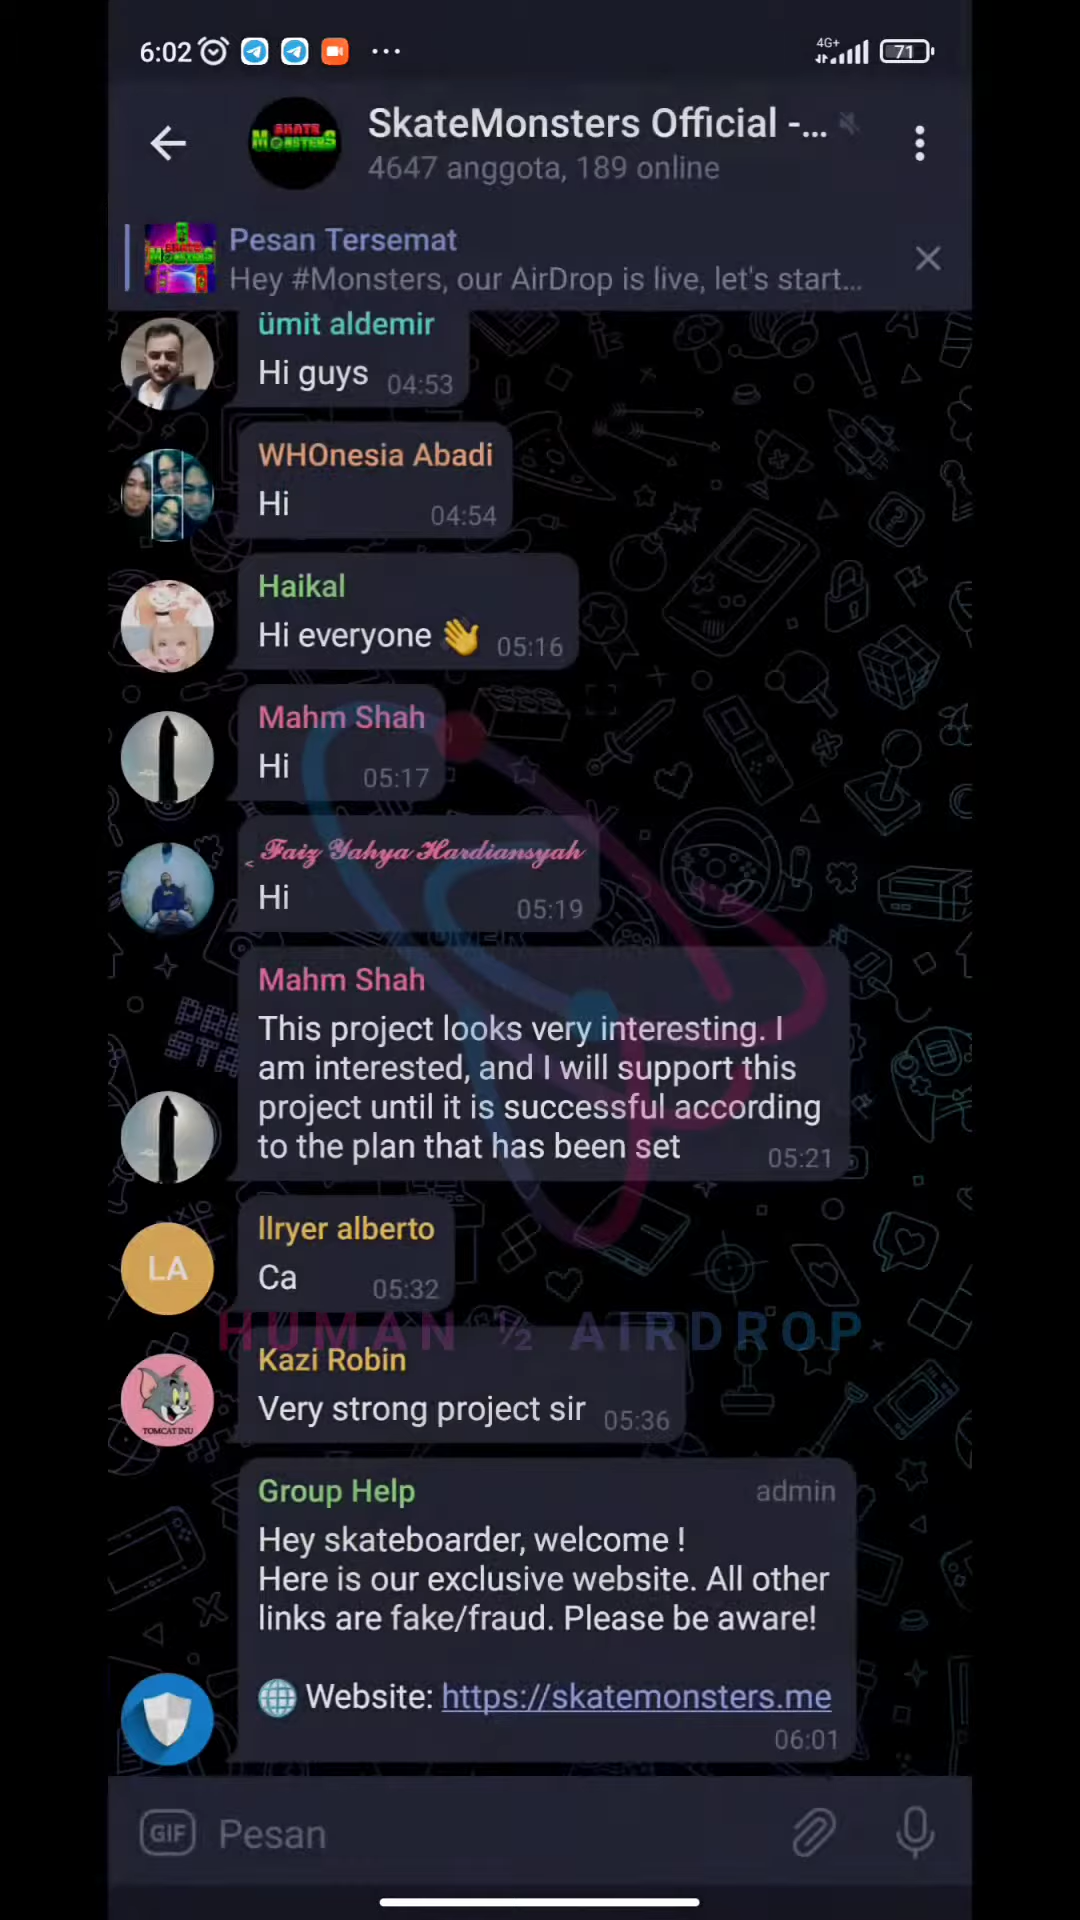 6:02
4G+
71
SKATE
MONSTERS
SkateMonsters Official -...
4647 anggota, 189 online
Pesan Tersemat
Hey #Monsters, our AirDrop is live, let's start...
ümit aldemir
Hi guys 04:53
WHOnesia Abadi
Hi 04:54
Haikal
Hi everyone 👋 05:16
Mahm Shah
Hi 05:17
Faiz Yahya Hardiansyah
Hi 05:19
Mahm Shah
This project looks very interesting. I
am interested, and I will support this
project until it is successful according
to the plan that has been set 05:21
llryer alberto
LA
Ca 05:32
HUMAN ½ AIRDROP
Kazi Robin
Very strong project sir 05:36
TOMCAT INU
Group Help admin
Hey skateboarder, welcome !
Here is our exclusive website. All other
links are fake/fraud. Please be aware!
🌐 Website: https://skatemonsters.me
06:01
GIF Pesan